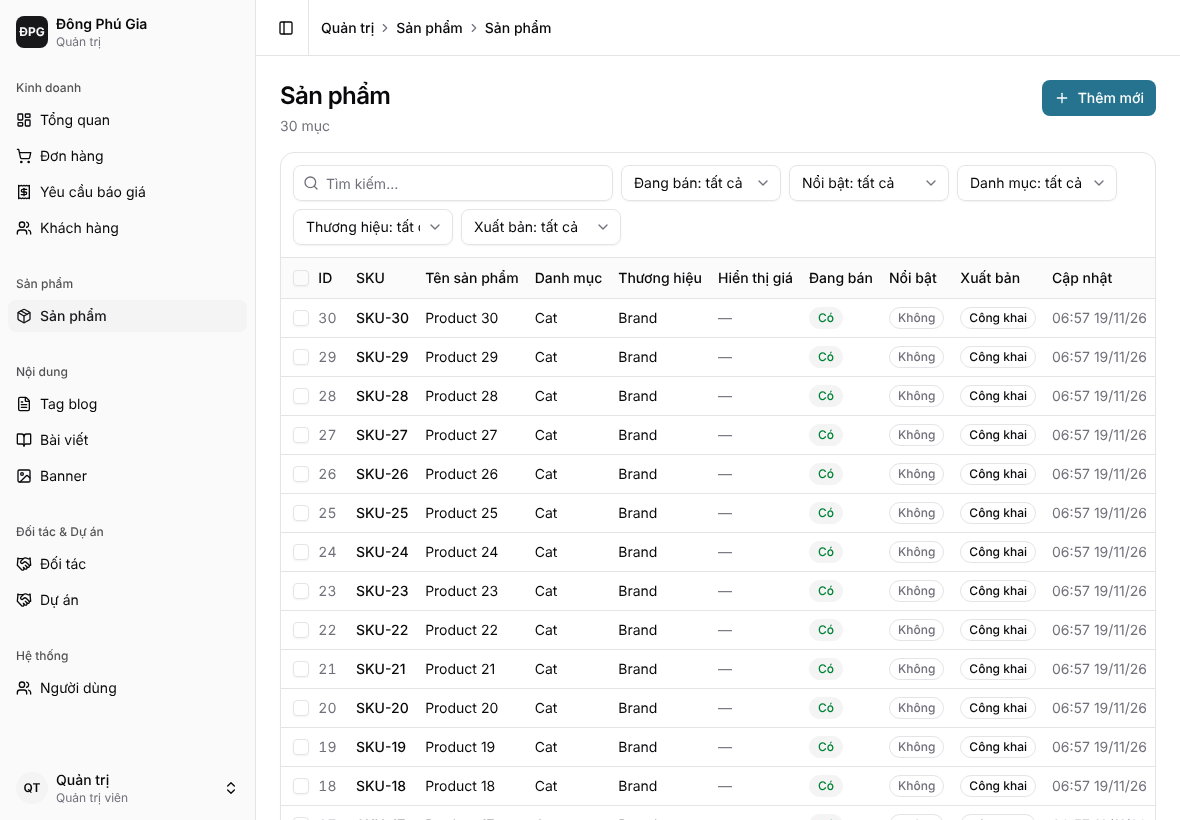 ĐPG
Đông Phú Gia
Quản trị
Kinh doanh
Tổng quan
Đơn hàng
Yêu cầu báo giá
Khách hàng
Sản phẩm
Sản phẩm
Nội dung
Tag blog
Bài viết
Banner
Đối tác & Dự án
Đối tác
Dự án
Hệ thống
Người dùng
QT
Quản trị
Quản trị viên
Quản trị > Sản phẩm > Sản phẩm
Sản phẩm
30 mục
+ Thêm mới
Tìm kiếm...
Đang bán: tất cả
Nổi bật: tất cả
Danh mục: tất cả
Thương hiệu: tất
Xuất bản: tất cả
ID SKU Tên sản phẩm Danh mục Thương hiệu Hiển thị giá Đang bán Nổi bật Xuất bản Cập nhật
30 SKU-30 Product 30 Cat Brand — Có Không Công khai 06:57 19/11/26
29 SKU-29 Product 29 Cat Brand — Có Không Công khai 06:57 19/11/26
28 SKU-28 Product 28 Cat Brand — Có Không Công khai 06:57 19/11/26
27 SKU-27 Product 27 Cat Brand — Có Không Công khai 06:57 19/11/26
26 SKU-26 Product 26 Cat Brand — Có Không Công khai 06:57 19/11/26
25 SKU-25 Product 25 Cat Brand — Có Không Công khai 06:57 19/11/26
24 SKU-24 Product 24 Cat Brand — Có Không Công khai 06:57 19/11/26
23 SKU-23 Product 23 Cat Brand — Có Không Công khai 06:57 19/11/26
22 SKU-22 Product 22 Cat Brand — Có Không Công khai 06:57 19/11/26
21 SKU-21 Product 21 Cat Brand — Có Không Công khai 06:57 19/11/26
20 SKU-20 Product 20 Cat Brand — Có Không Công khai 06:57 19/11/26
19 SKU-19 Product 19 Cat Brand — Có Không Công khai 06:57 19/11/26
18 SKU-18 Product 18 Cat Brand — Có Không Công khai 06:57 19/11/26